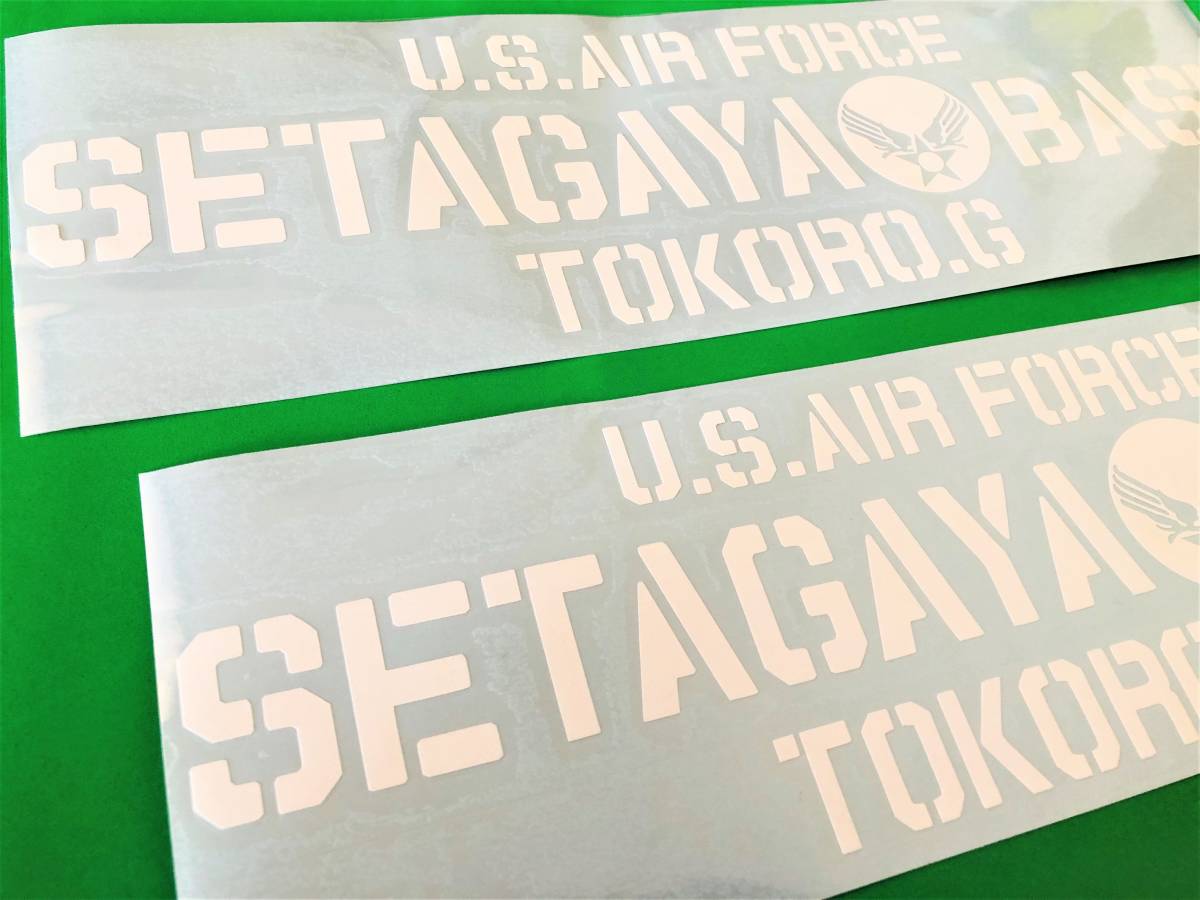 U.S.AIR FORCE
SETAGAYA BAS
TOKORO.G
U.S.AIR FORCE
SETAGAYA
TOKORO